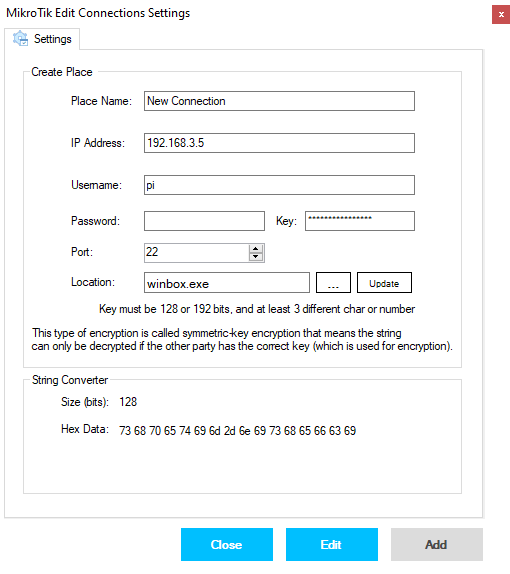 MikroTik Edit Connections Settings
x
Settings
Create Place
Place Name: New Connection
IP Address: 192.168.3.5
Username: pi
Password: Key: ****************
Port: 22
Location: winbox.exe ... Update
Key must be 128 or 192 bits, and at least 3 different char or number
This type of encryption is called symmetric-key encryption that means the string
can only be decrypted if the other party has the correct key (which is used for encryption).
String Converter
Size (bits): 128
Hex Data: 73 68 70 65 74 69 6d 2d 6e 69 73 68 65 66 63 69
Close Edit Add